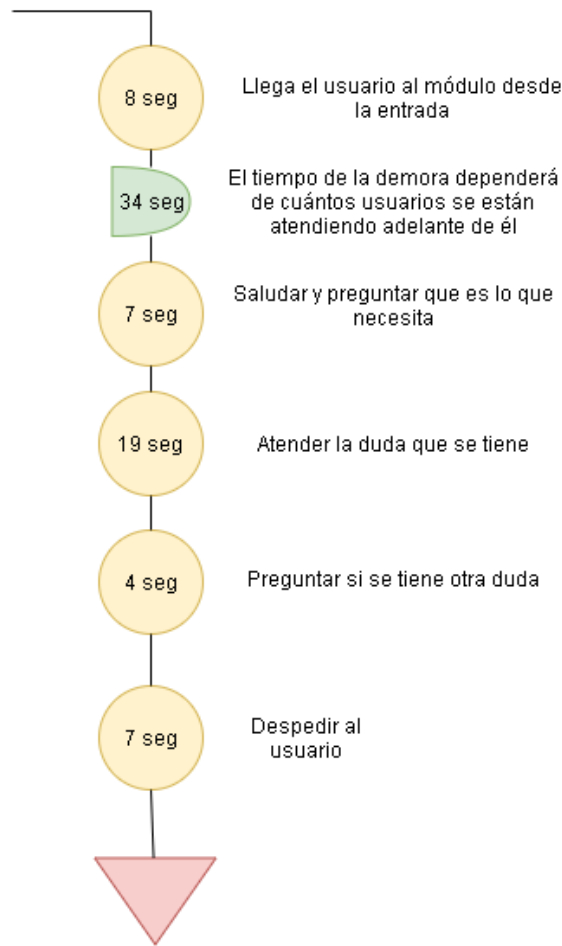 8 seg
Llega el usuario al módulo desde
la entrada
34 seg
El tiempo de la demora dependerá
de cuántos usuarios se están
atendiendo adelante de él
7 seg
Saludar y preguntar que es lo que
necesita
19 seg
Atender la duda que se tiene
4 seg
Preguntar si se tiene otra duda
7 seg
Despedir al
usuario